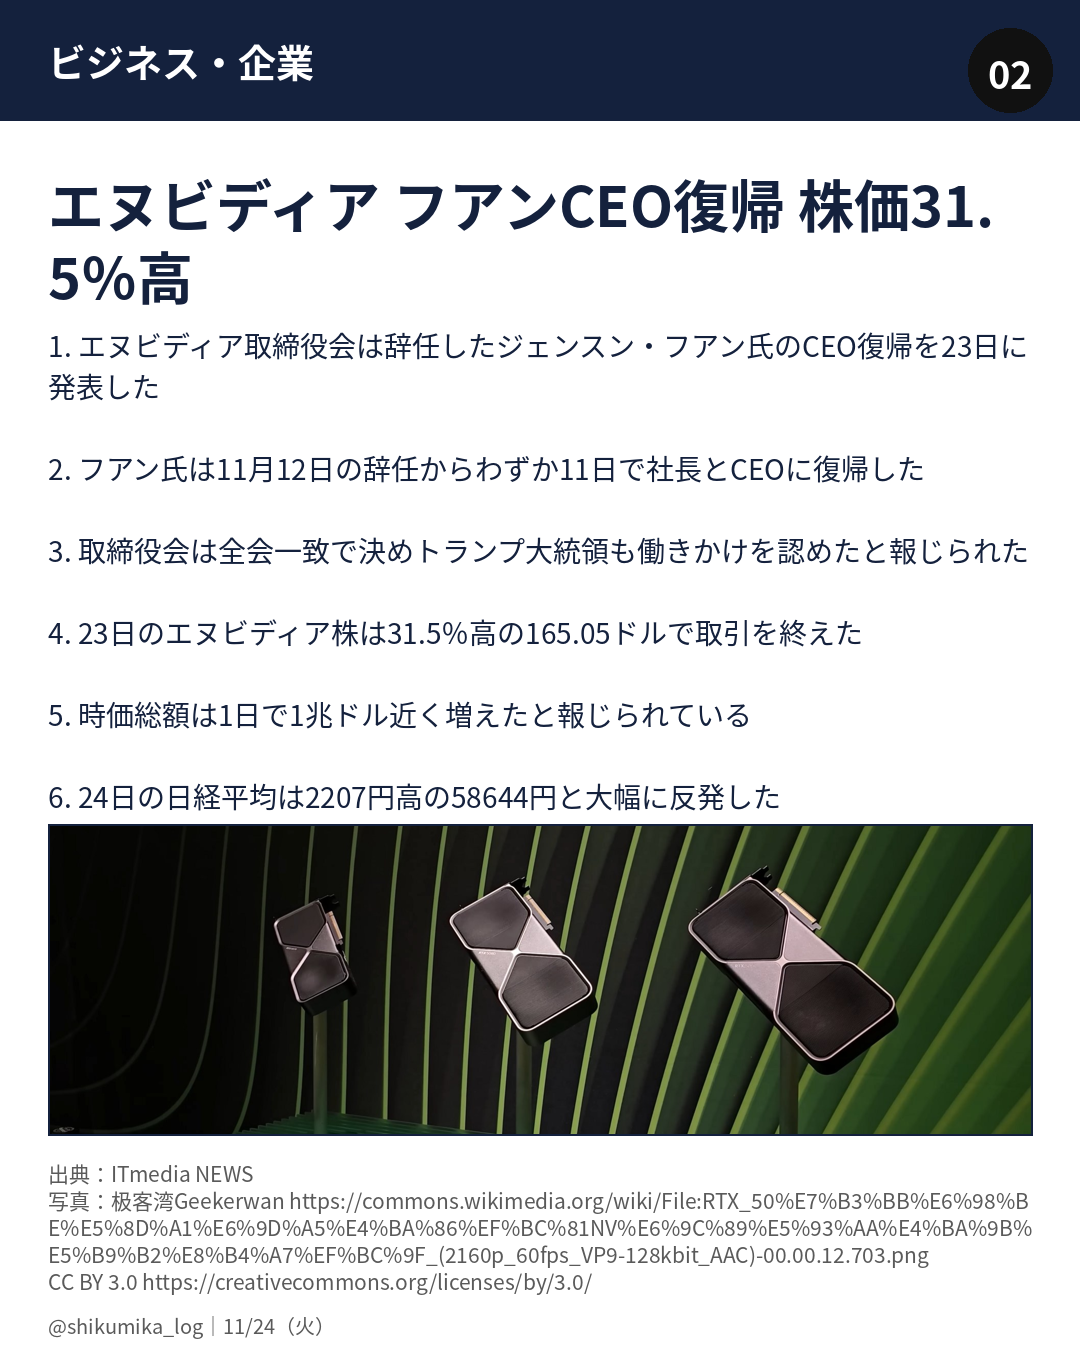 ビジネス・企業
02
エヌビディア フアンCEO復帰 株価31.
5%高
1. エヌビディア取締役会は辞任したジェンスン・フアン氏のCEO復帰を23日に
発表した
2. フアン氏は11月12日の辞任からわずか11日で社長とCEOに復帰した
3. 取締役会は全会一致で決めトランプ大統領も働きかけを認めたと報じられた
4. 23日のエヌビディア株は31.5%高の165.05ドルで取引を終えた
5. 時価総額は1日で1兆ドル近く増えたと報じられている
6. 24日の日経平均は2207円高の58644円と大幅に反発した
出典：ITmedia NEWS
写真：极客湾Geekerwan https://commons.wikimedia.org/wiki/File:RTX_50%E7%B3%BB%E6%98%B
E%E5%8D%A1%E6%9D%A5%E4%BA%86%EF%BC%81NV%E6%9C%89%E5%93%AA%E4%BA%9B%
E5%B9%B2%E8%B4%A7%EF%BC%9F_(2160p_60fps_VP9-128kbit_AAC)-00.00.12.703.png
CC BY 3.0 https://creativecommons.org/licenses/by/3.0/
@shikumika_log｜11/24（火）